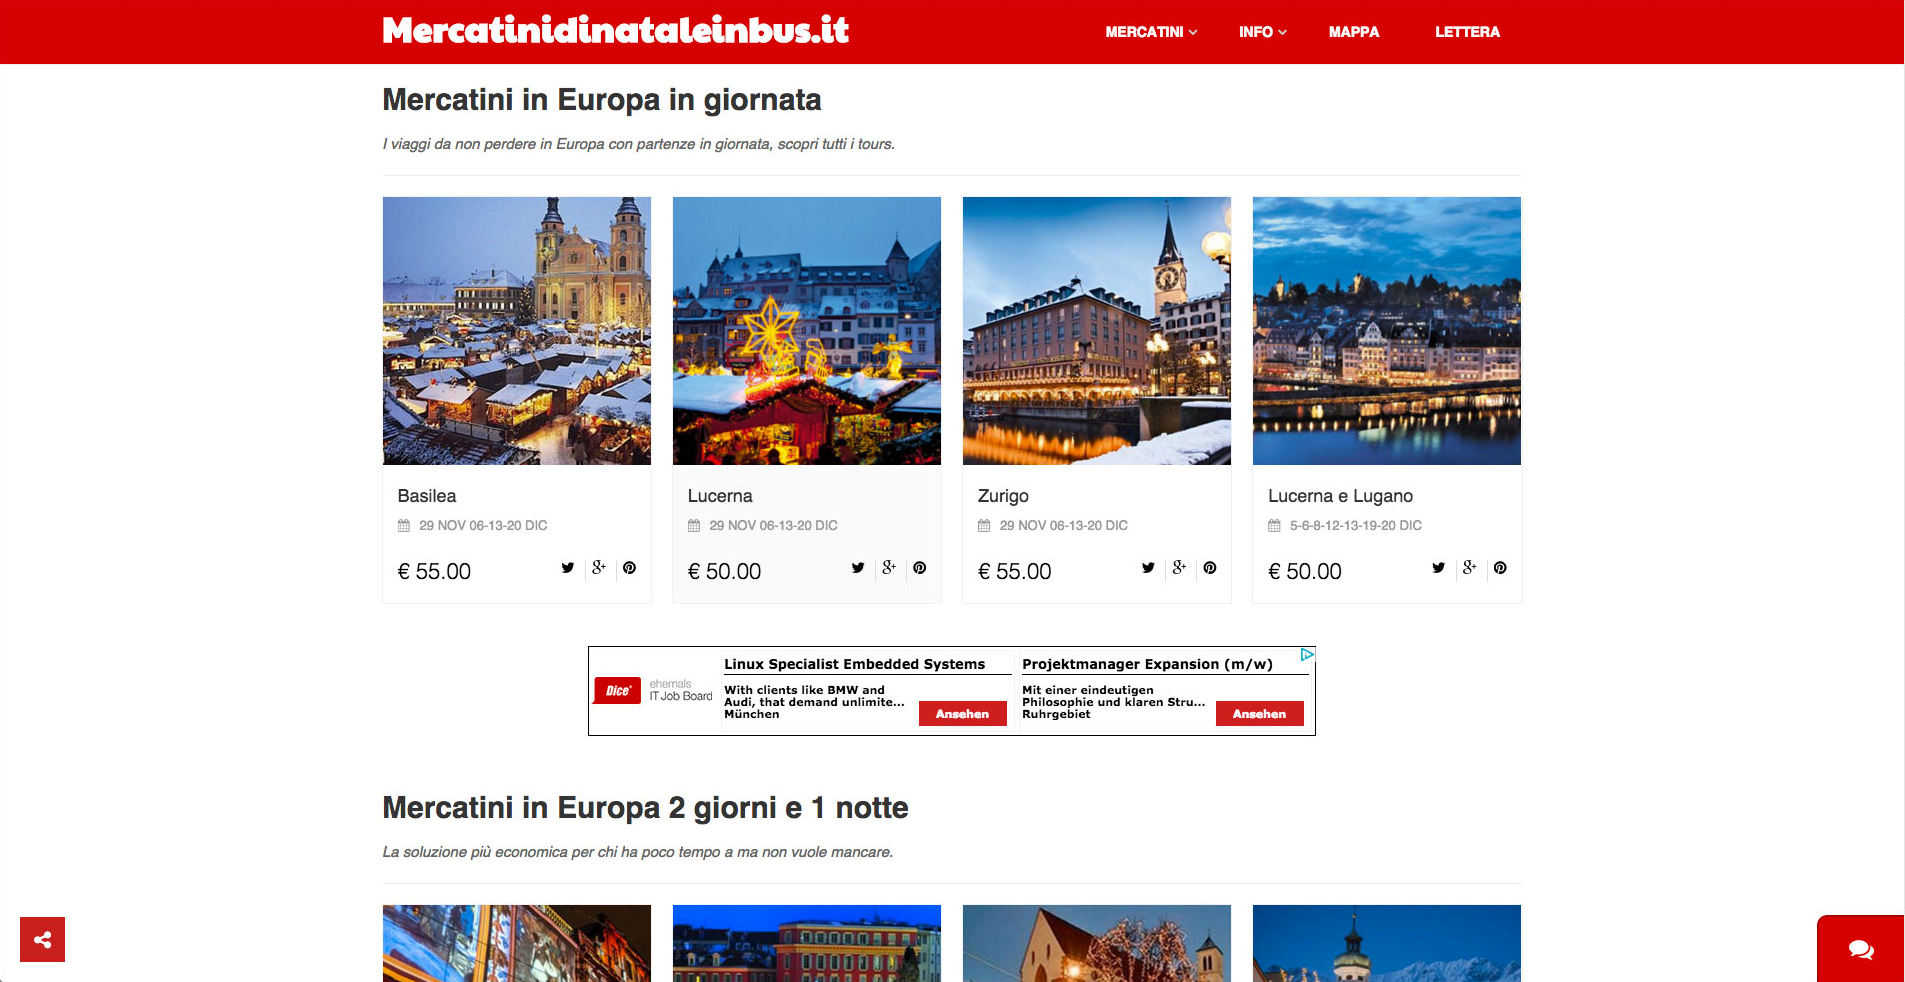 Mercatinidinataleinbus.it
MERCATINI
INFO
MAPPA
LETTERA
Mercatini in Europa in giornata
I viaggi da non perdere in Europa con partenze in giornata, scopri tutti i tours.
Basilea
29 NOV 06-13-20 DIC
€ 55.00
Lucerna
29 NOV 06-13-20 DIC
€ 50.00
Zurigo
29 NOV 06-13-20 DIC
€ 55.00
Lucerna e Lugano
5-6-8-12-13-19-20 DIC
€ 50.00
Dice
ehemals
IT Job Board
Linux Specialist Embedded Systems
With clients like BMW and
Audi, that demand unlimite...
München
Ansehen
Projektmanager Expansion (m/w)
Mit einer eindeutigen
Philosophie und klaren Stru...
Ruhrgebiet
Ansehen
Mercatini in Europa 2 giorni e 1 notte
La soluzione più economica per chi ha poco tempo a ma non vuole mancare.